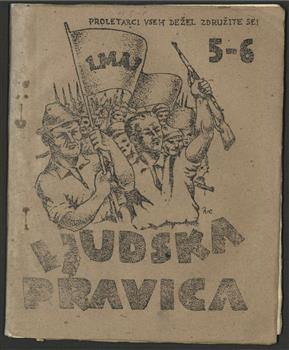 PROLETARCI VSEH DEŽEL ZDRUŽITE SE!
5-6
1.MAJ
LJUDSKA
PRAVICA